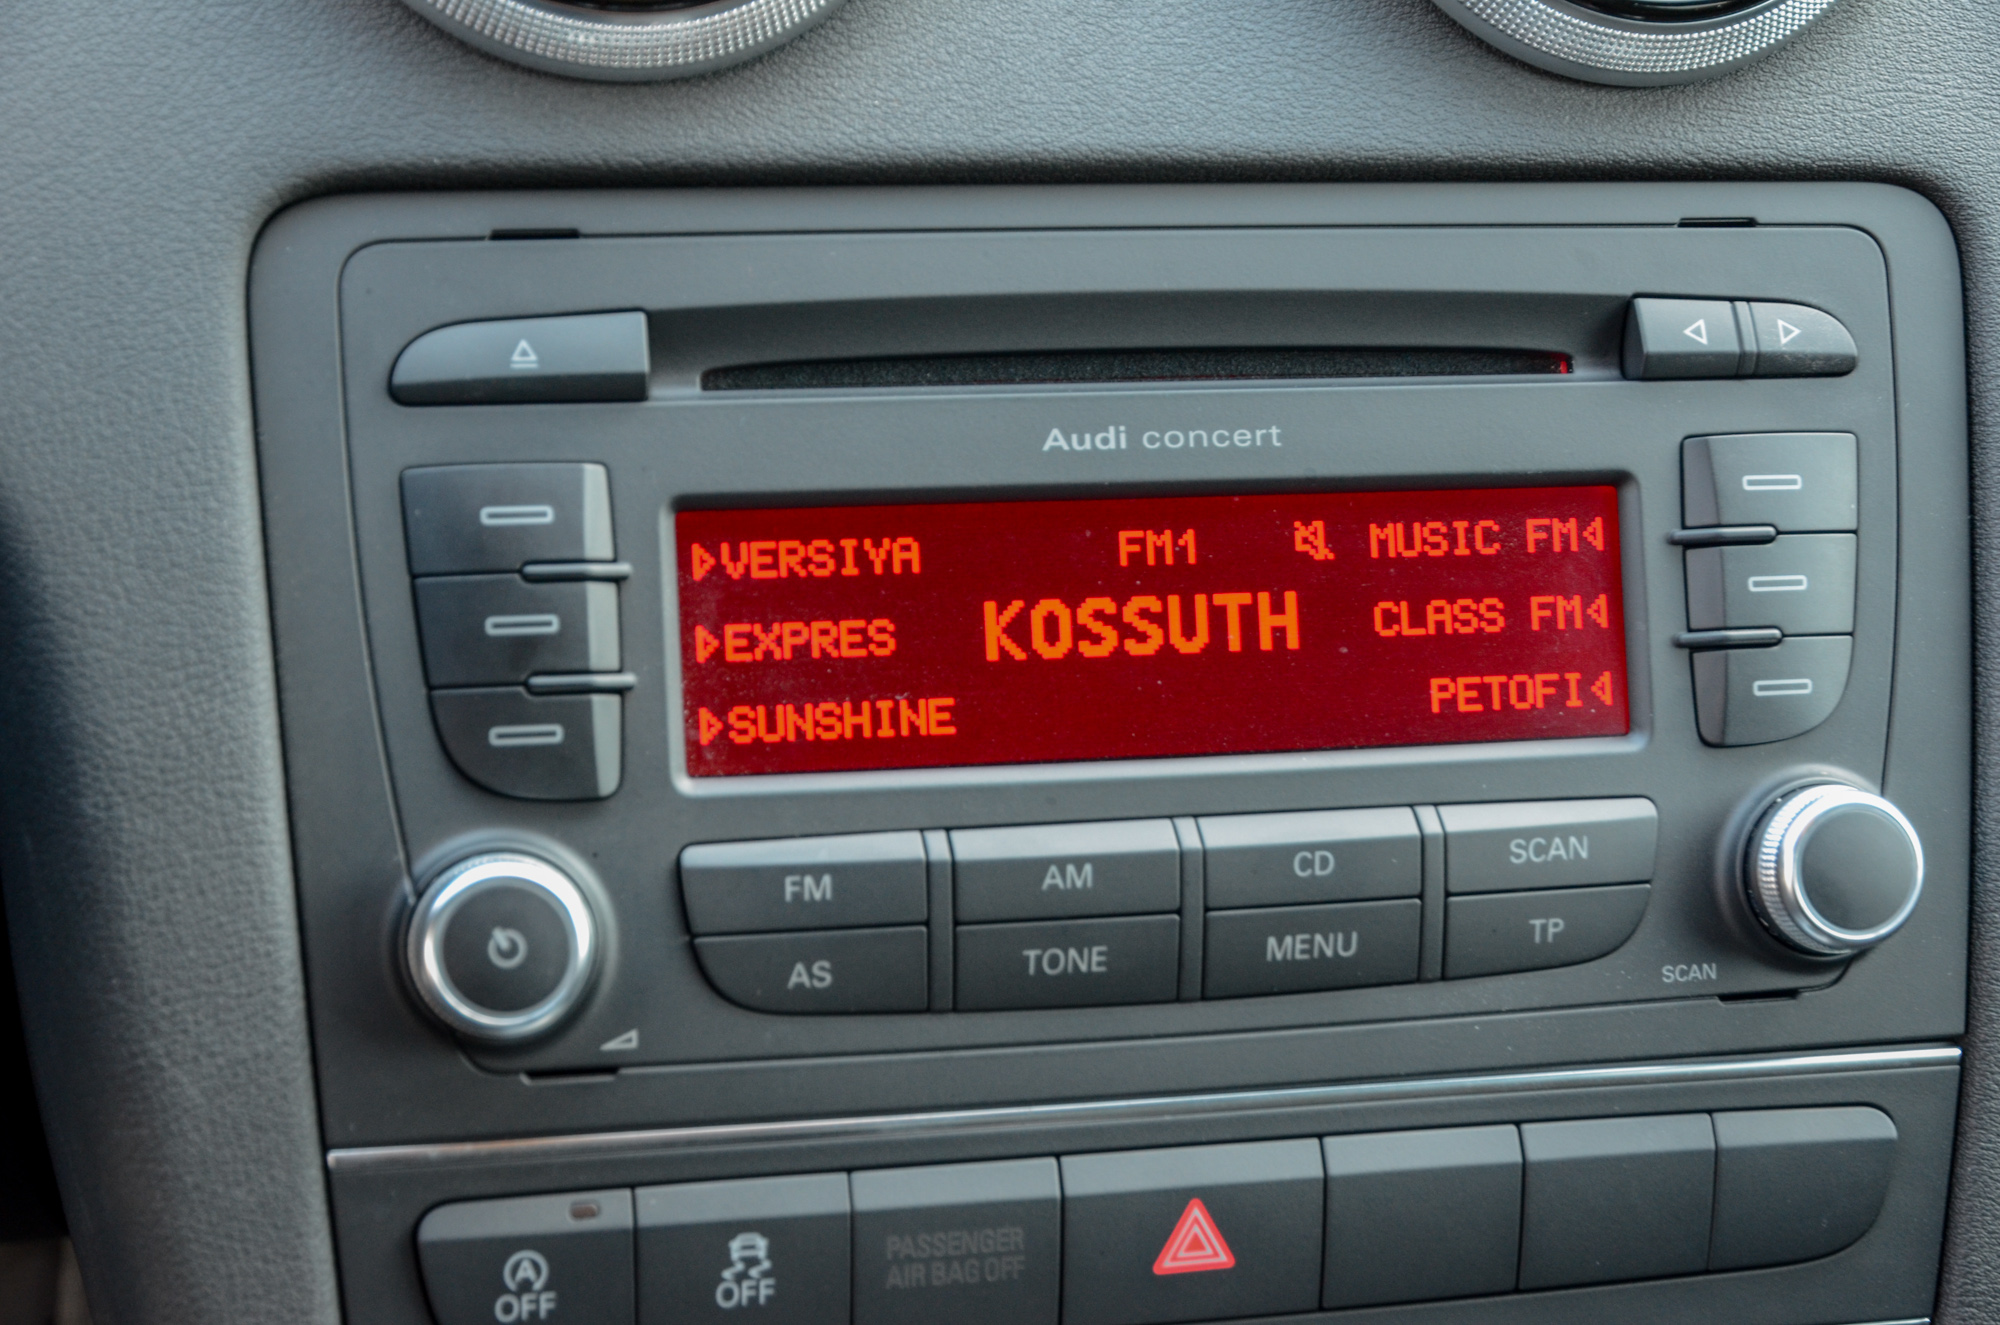 Audi concert
VERSIYA FM1 MUSIC FM
EXPRES KOSSUTH CLASS FM
SUNSHINE PETOFI
FM AM CD SCAN
AS TONE MENU TP
SCAN
A
OFF
OFF
PASSENGER
AIR BAG OFF